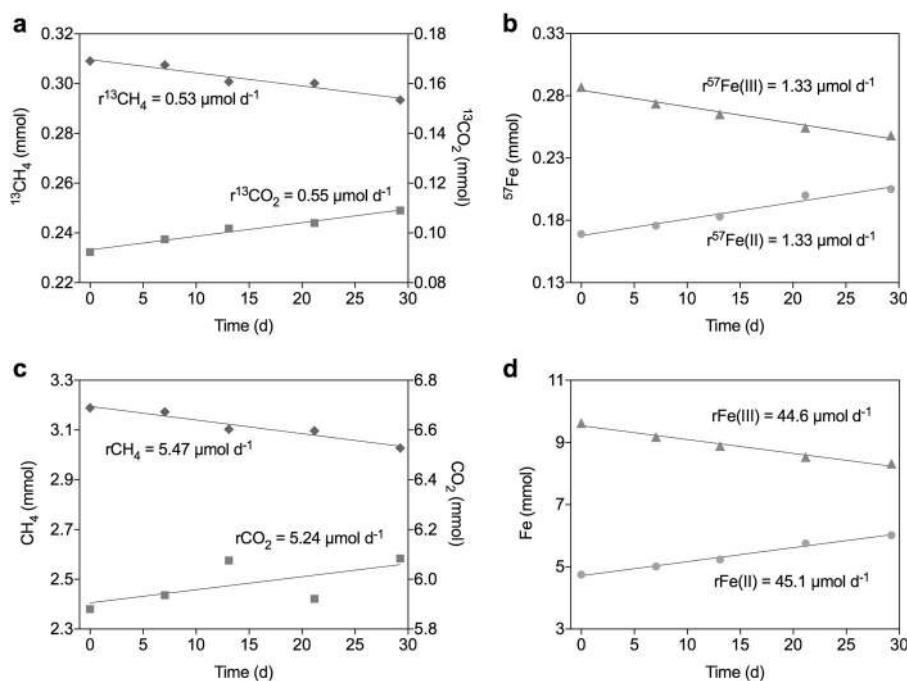 a
0.32
0.30
0.28
0.26
0.24
0.22
¹³CH₄ (mmol)
r¹³CH₄ = 0.53 µmol d⁻¹
r¹³CO₂ = 0.55 µmol d⁻¹
0.18
0.16
0.14
0.12
0.10
0.08
¹³CO₂ (mmol)
0 5 10 15 20 25 30
Time (d)
b
0.33
0.28
0.23
0.18
0.13
⁵⁷Fe (mmol)
r⁵⁷Fe(III) = 1.33 µmol d⁻¹
r⁵⁷Fe(II) = 1.33 µmol d⁻¹
0 5 10 15 20 25 30
Time (d)
c
3.3
3.1
2.9
2.7
2.5
2.3
CH₄ (mmol)
rCH₄ = 5.47 µmol d⁻¹
rCO₂ = 5.24 µmol d⁻¹
6.8
6.6
6.4
6.2
6.0
5.8
CO₂ (mmol)
0 5 10 15 20 25 30
Time (d)
d
11
9
7
5
3
Fe (mmol)
rFe(III) = 44.6 µmol d⁻¹
rFe(II) = 45.1 µmol d⁻¹
0 5 10 15 20 25 30
Time (d)